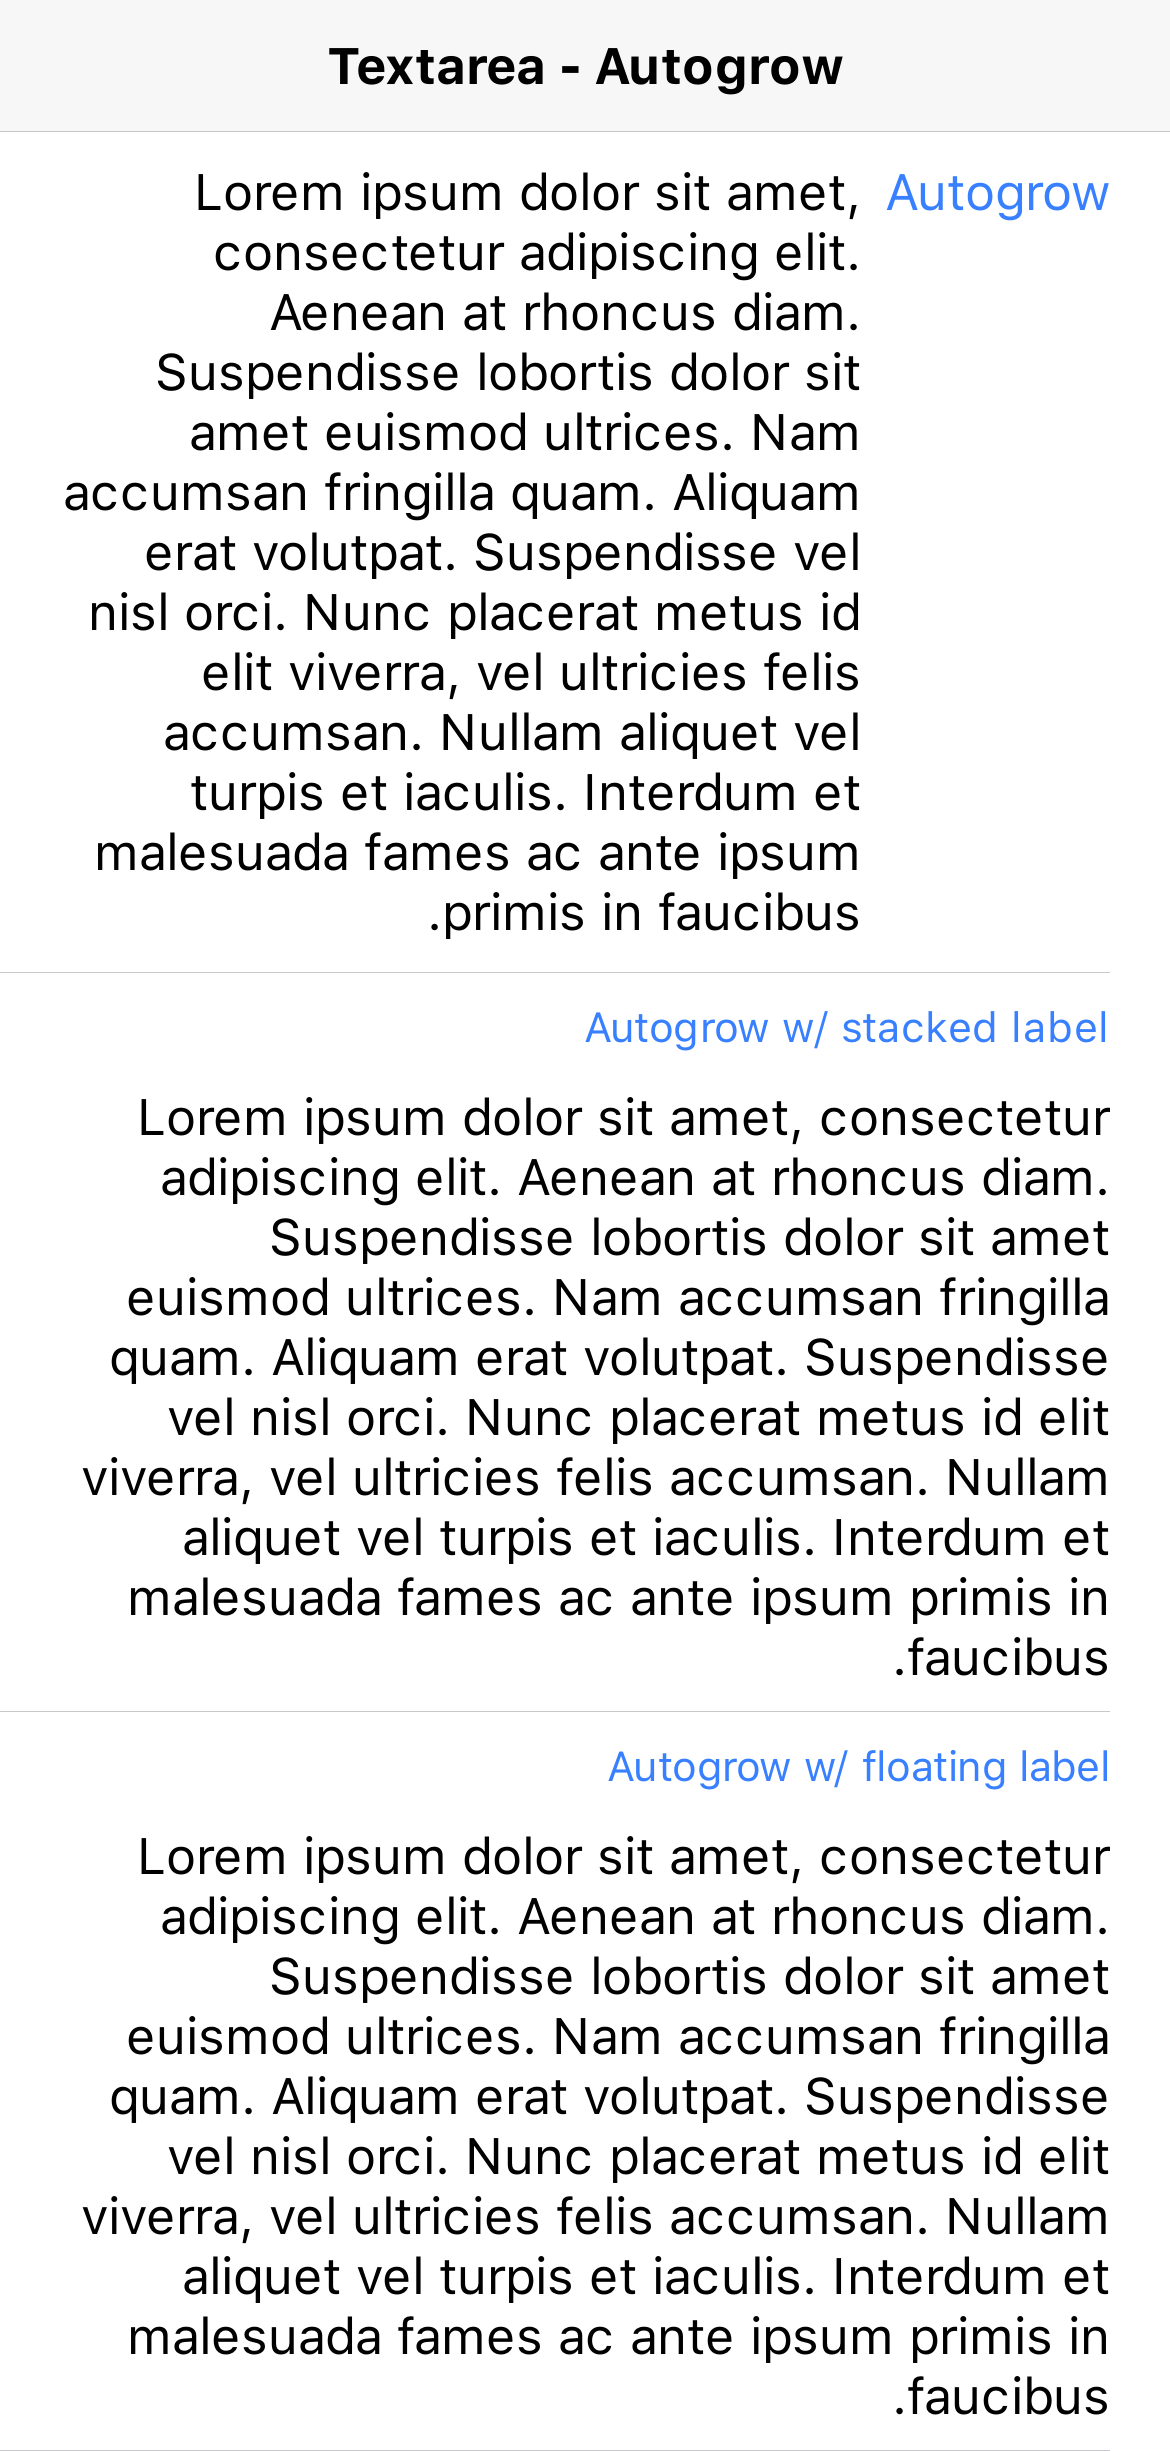 Textarea - Autogrow
Autogrow
Lorem ipsum dolor sit amet,
consectetur adipiscing elit.
Aenean at rhoncus diam.
Suspendisse lobortis dolor sit
amet euismod ultrices. Nam
accumsan fringilla quam. Aliquam
erat volutpat. Suspendisse vel
nisl orci. Nunc placerat metus id
elit viverra, vel ultricies felis
accumsan. Nullam aliquet vel
turpis et iaculis. Interdum et
malesuada fames ac ante ipsum
.primis in faucibus
Autogrow w/ stacked label
Lorem ipsum dolor sit amet, consectetur
adipiscing elit. Aenean at rhoncus diam.
Suspendisse lobortis dolor sit amet
euismod ultrices. Nam accumsan fringilla
quam. Aliquam erat volutpat. Suspendisse
vel nisl orci. Nunc placerat metus id elit
viverra, vel ultricies felis accumsan. Nullam
aliquet vel turpis et iaculis. Interdum et
malesuada fames ac ante ipsum primis in
.faucibus
Autogrow w/ floating label
Lorem ipsum dolor sit amet, consectetur
adipiscing elit. Aenean at rhoncus diam.
Suspendisse lobortis dolor sit amet
euismod ultrices. Nam accumsan fringilla
quam. Aliquam erat volutpat. Suspendisse
vel nisl orci. Nunc placerat metus id elit
viverra, vel ultricies felis accumsan. Nullam
aliquet vel turpis et iaculis. Interdum et
malesuada fames ac ante ipsum primis in
.faucibus